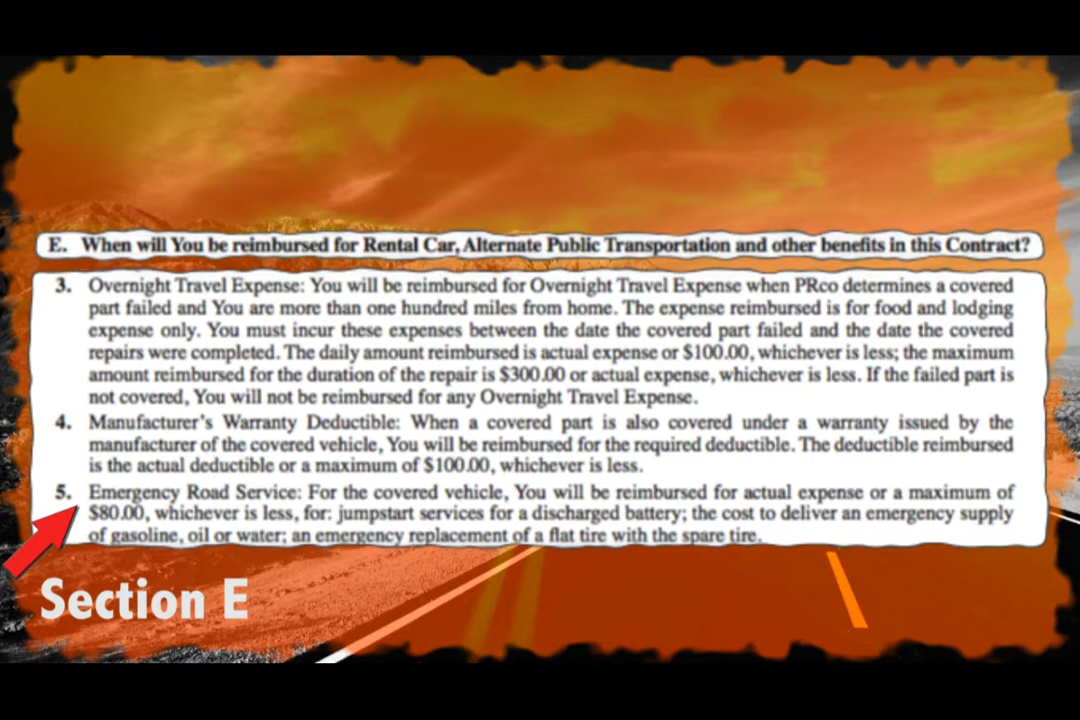 E. When will You be reimbursed for Rental Car, Alternate Public Transportation and other benefits in this Contract?
3. Overnight Travel Expense: You will be reimbursed for Overnight Travel Expense when PRco determines a covered
part failed and You are more than one hundred miles from home. The expense reimbursed is for food and lodging
expense only. You must incur these expenses between the date the covered part failed and the date the covered
repairs were completed. The daily amount reimbursed is actual expense or $100.00, whichever is less; the maximum
amount reimbursed for the duration of the repair is $300.00 or actual expense, whichever is less. If the failed part is
not covered, You will not be reimbursed for any Overnight Travel Expense.
4. Manufacturer's Warranty Deductible: When a covered part is also covered under a warranty issued by the
manufacturer of the covered vehicle, You will be reimbursed for the required deductible. The deductible reimbursed
is the actual deductible or a maximum of $100.00, whichever is less.
5. Emergency Road Service: For the covered vehicle, You will be reimbursed for actual expense or a maximum of
$80.00, whichever is less, for: jumpstart services for a discharged battery; the cost to deliver an emergency supply
of gasoline, oil or water; an emergency replacement of a flat tire with the spare tire.
Section E